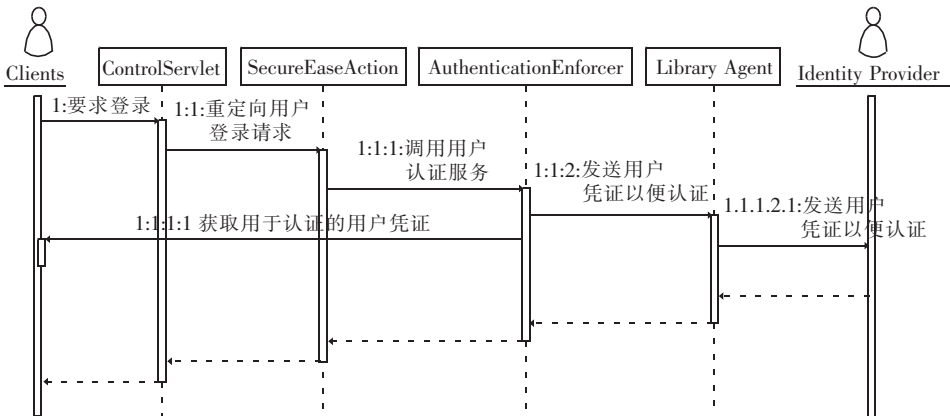 Clients
ControlServlet
SecureEaseAction
AuthenticationEnforcer
Library Agent
Identity Provider
1:要求登录
1:1:重定向用户
登录请求
1:1:1:调用用户
认证服务
1:1:2:发送用户
凭证以便认证
1.1.1.2.1:发送用户
凭证以便认证
1:1:1:1 获取用于认证的用户凭证